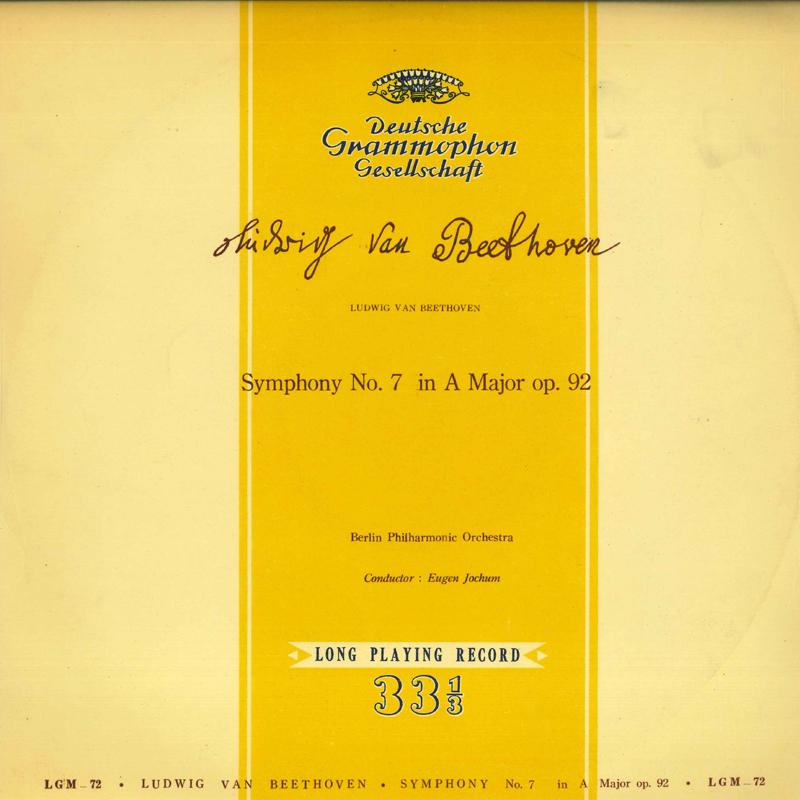 Deutsche
Grammophon
Gesellschaft
Ludwig van Beethoven
LUDWIG VAN BEETHOVEN
Symphony No. 7 in A Major op. 92
Berlin Philharmonic Orchestra
Conductor : Eugen Jochum
LONG PLAYING RECORD
33 1/3
LGM-72 • LUDWIG VAN BEETHOVEN • SYMPHONY No. 7 in A Major op. 92 • LGM-72